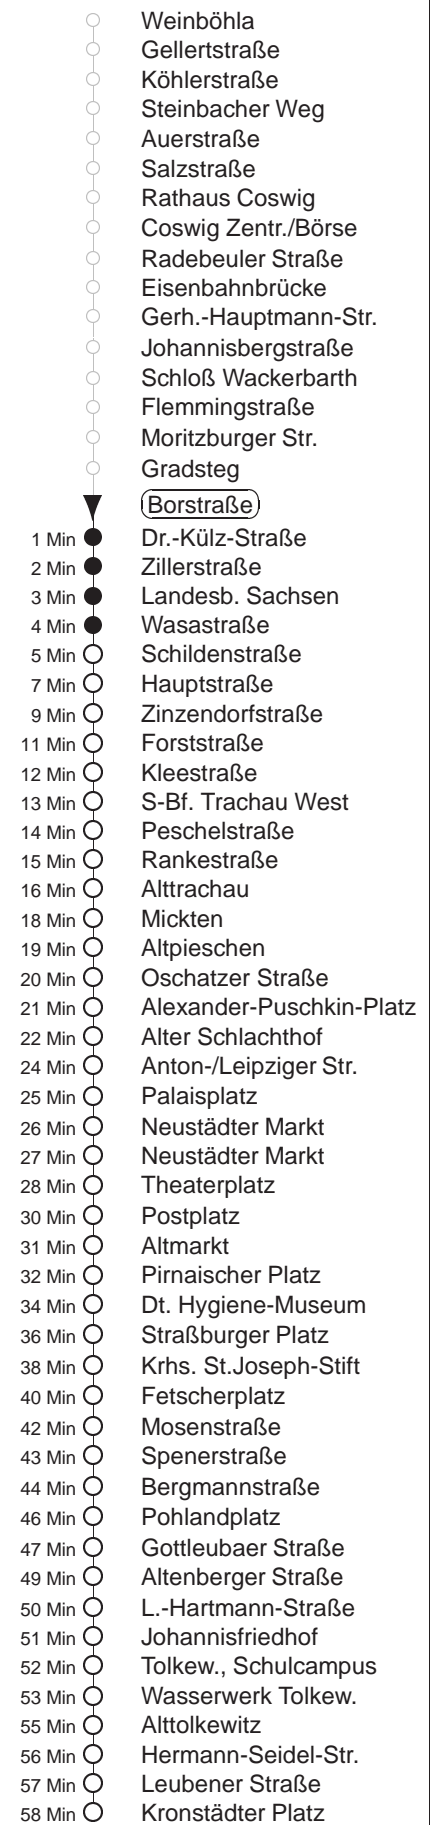 Weinböhla
Gellertstraße
Köhlerstraße
Steinbacher Weg
Auerstraße
Salzstraße
Rathaus Coswig
Coswig Zentr./Börse
Radebeuler Straße
Eisenbahnbrücke
Gerh.-Hauptmann-Str.
Johannisbergstraße
Schloß Wackerbarth
Flemmingstraße
Moritzburger Str.
Gradsteg
Borstraße
1 Min Dr.-Külz-Straße
2 Min Zillerstraße
3 Min Landesb. Sachsen
4 Min Wasastraße
5 Min Schildenstraße
7 Min Hauptstraße
9 Min Zinzendorfstraße
11 Min Forststraße
12 Min Kleestraße
13 Min S-Bf. Trachau West
14 Min Peschelstraße
15 Min Rankestraße
16 Min Alttrachau
18 Min Mickten
19 Min Altpieschen
20 Min Oschatzer Straße
21 Min Alexander-Puschkin-Platz
22 Min Alter Schlachthof
24 Min Anton-/Leipziger Str.
25 Min Palaisplatz
26 Min Neustädter Markt
27 Min Neustädter Markt
28 Min Theaterplatz
30 Min Postplatz
31 Min Altmarkt
32 Min Pirnaischer Platz
34 Min Dt. Hygiene-Museum
36 Min Straßburger Platz
38 Min Krhs. St.Joseph-Stift
40 Min Fetscherplatz
42 Min Mosenstraße
43 Min Spenerstraße
44 Min Bergmannstraße
46 Min Pohlandplatz
47 Min Gottleubaer Straße
49 Min Altenberger Straße
50 Min L.-Hartmann-Straße
51 Min Johannisfriedhof
52 Min Tolkew., Schulcampus
53 Min Wasserwerk Tolkew.
55 Min Alttolkewitz
56 Min Hermann-Seidel-Str.
57 Min Leubener Straße
58 Min Kronstädter Platz